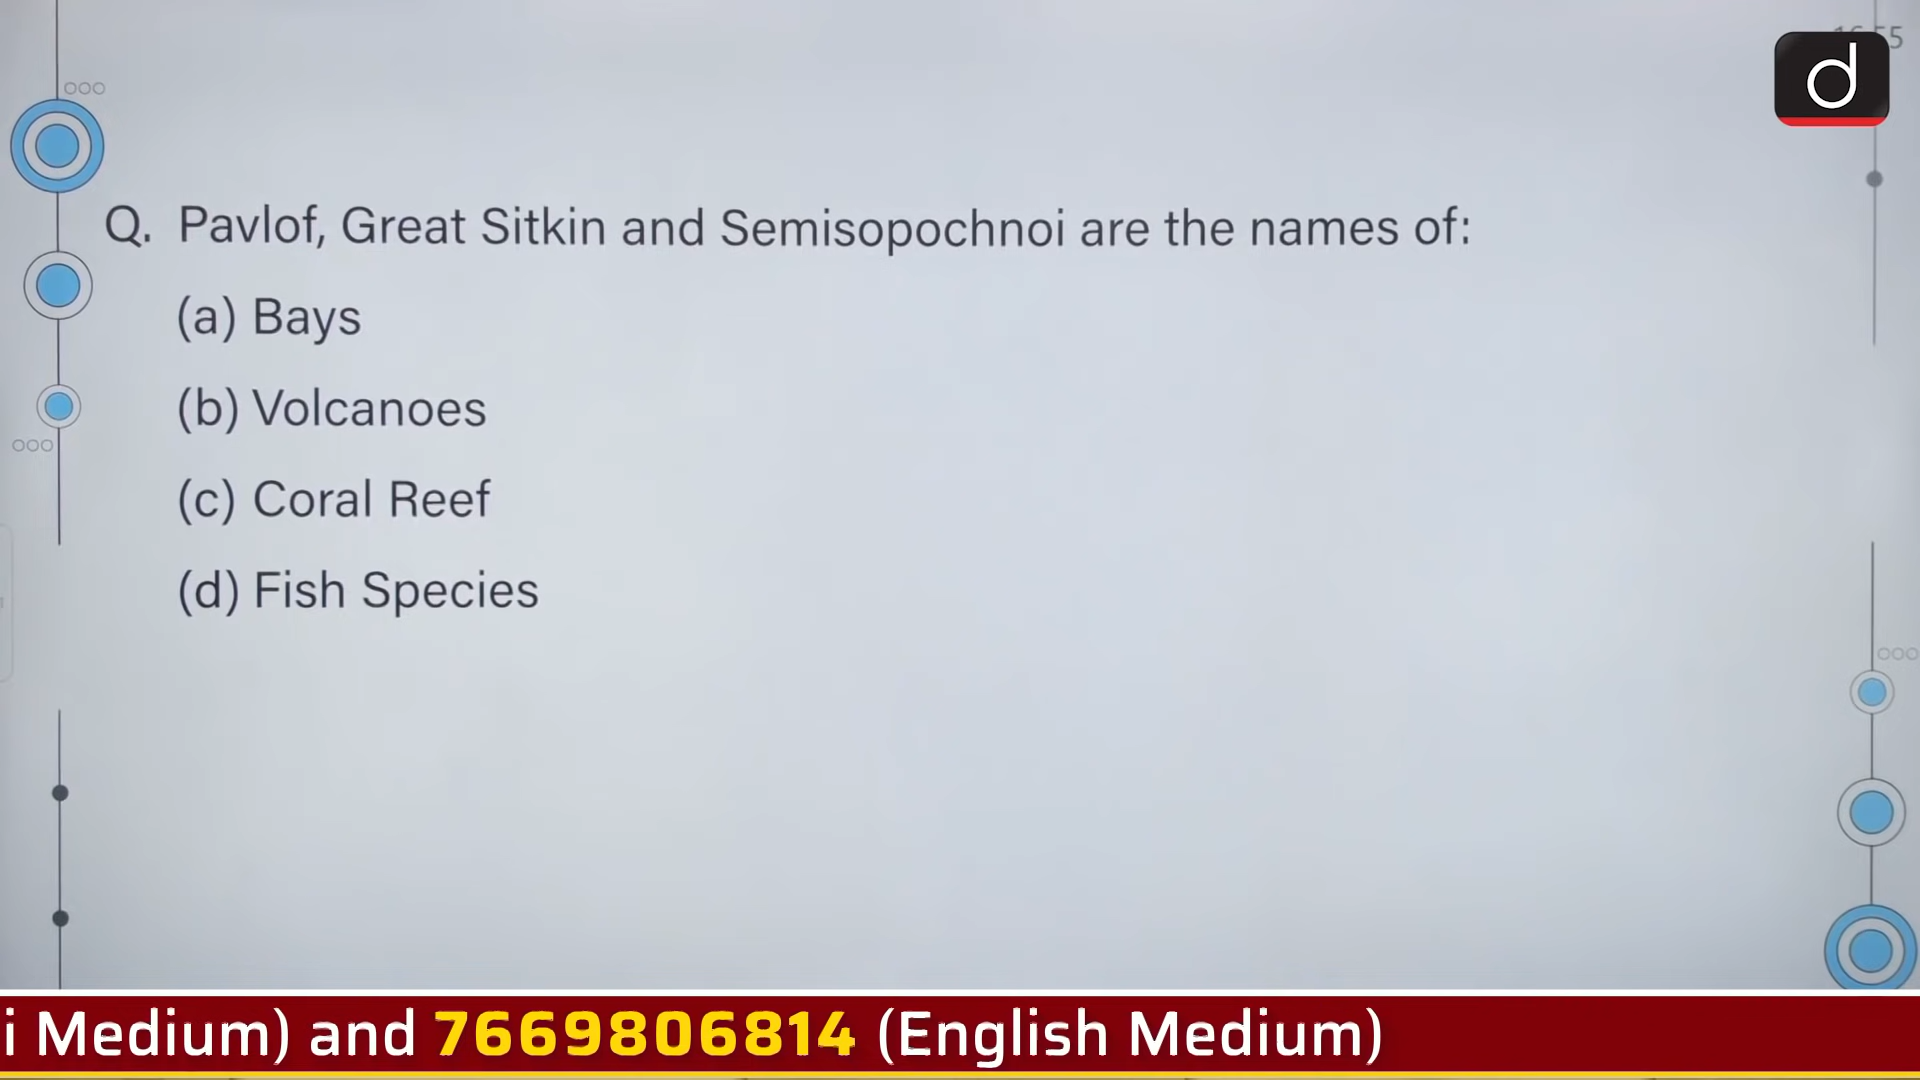 Q. Pavlof, Great Sitkin and Semisopochnoi are the names of:
(a) Bays
(b) Volcanoes
(c) Coral Reef
(d) Fish Species
i Medium) and 7669806814 (English Medium)